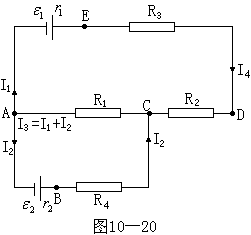 ε₁ r₁ E R₃
I₁ I₄
A R₁ C R₂ D
I₃=I₁+I₂
I₂ I₂
ε₂ r₂ B R₄
图10—20